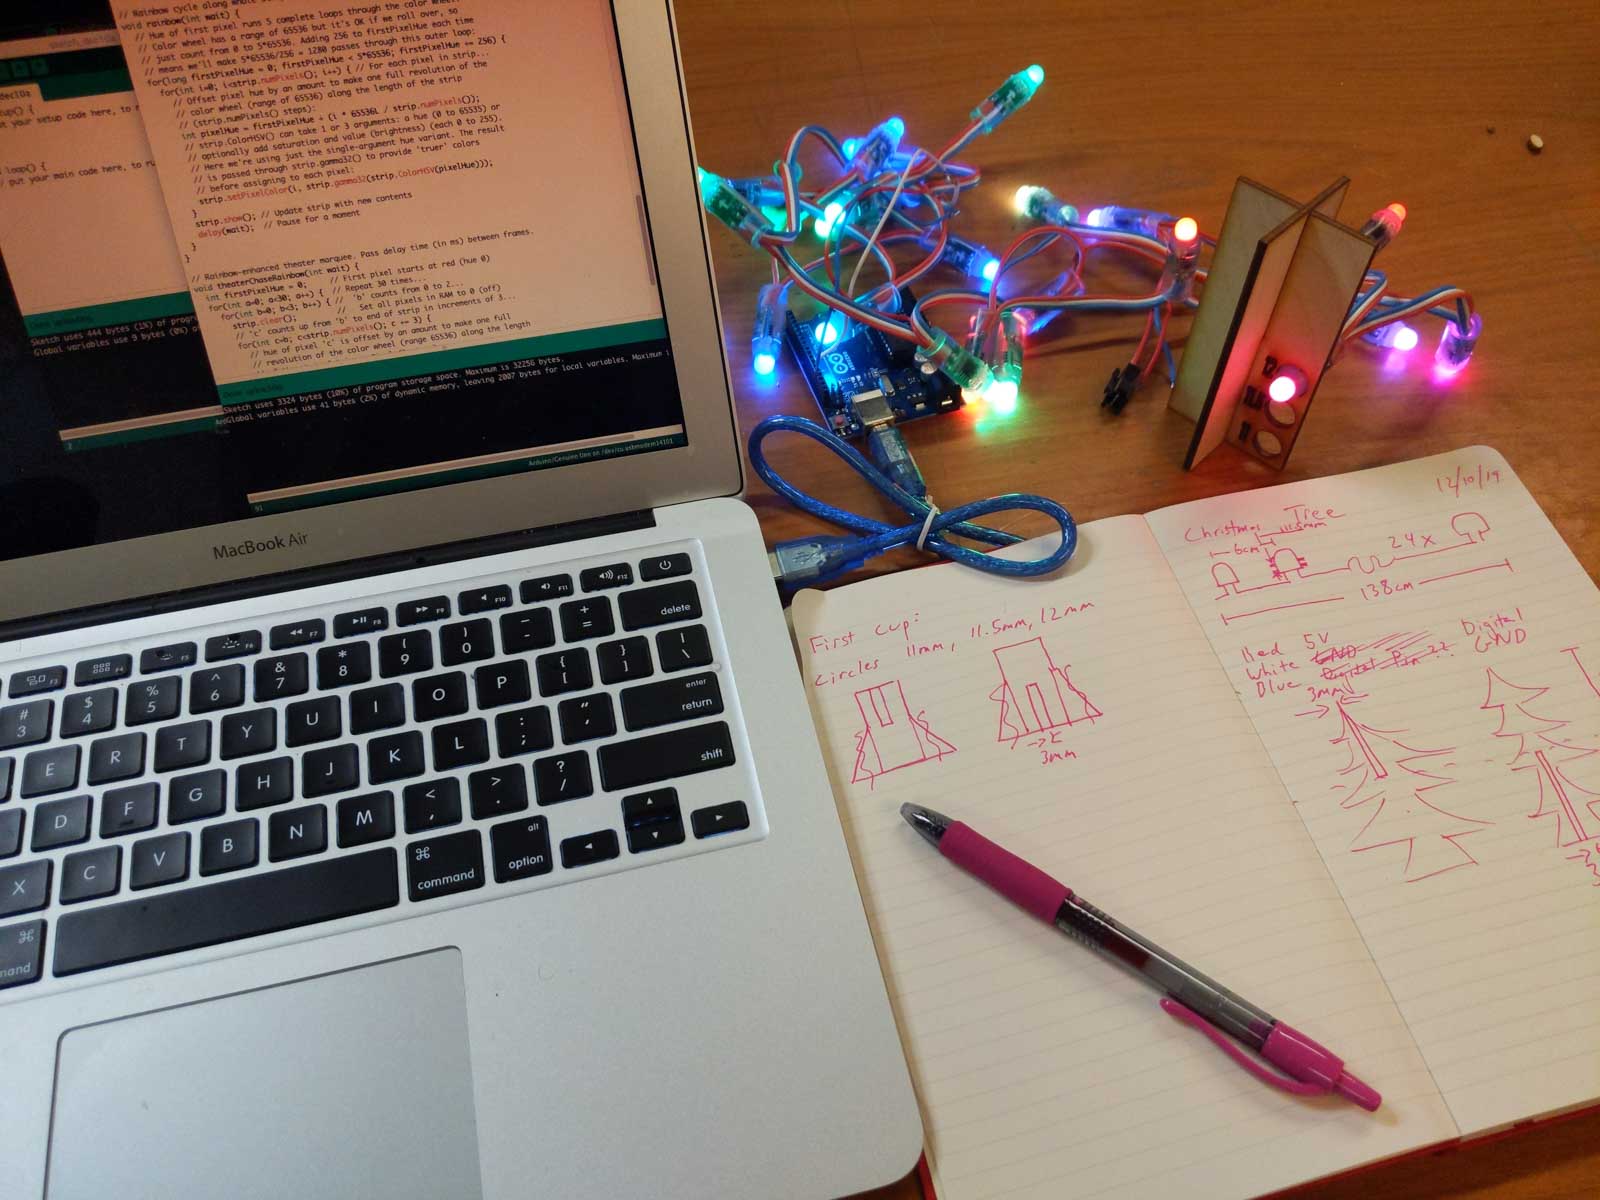 // Rainbow cycle along whole
void rainbow(int wait) {
// Hue of first pixel runs 5 complete loops through the color wheel.
// Color wheel has a range of 65536 but it's OK if we roll over, so
// just count from 0 to 5*65536. Adding 256 to firstPixelHue each time
// means we'll make 5*65536/256 = 1280 passes through this outer loop:
for(long firstPixelHue = 0; firstPixelHue < 5*65536; firstPixelHue += 256) {
for(int i=0; i<strip.numPixels(); i++) { // For each pixel in strip...
// Offset pixel hue by an amount to make one full revolution of the
// color wheel (range of 65536) along the length of the strip
// (strip.numPixels() steps):
int pixelHue = firstPixelHue + (i * 65536L / strip.numPixels());
// strip.ColorHSV() can take 1 or 3 arguments: a hue (0 to 65535) or
// optionally add saturation and value (brightness) (each 0 to 255).
// Here we're using just the single-argument hue variant. The result
// is passed through strip.gamma32() to provide 'truer' colors
// before assigning to each pixel:
strip.setPixelColor(i, strip.gamma32(strip.ColorHSV(pixelHue)));
}
strip.show(); // Update strip with new contents
delay(wait); // Pause for a moment
}
}
// Rainbow-enhanced theater marquee. Pass delay time (in ms) between frames.
void theaterChaseRainbow(int wait) {
int firstPixelHue = 0; // First pixel starts at red (hue 0)
for(int a=0; a<30; a++) { // Repeat 30 times...
for(int b=0; b<3; b++) { // 'b' counts from 0 to 2...
strip.clear(); // Set all pixels in RAM to 0 (off)
// 'c' counts up from 'b' to end of strip in increments of 3...
for(int c=b; c<strip.numPixels(); c += 3) {
// hue of pixel 'c' is offset by an amount to make one full
// revolution of the color wheel (range 65536) along the length
Sketch uses 3324 bytes (10%) of program storage space. Maximum is 32256 bytes.
Global variables use 41 bytes (2%) of dynamic memory, leaving 2007 bytes for local variables. Maximum
91
Arduino/Genuino Uno on /dev/cu.usbmodem14101
put your setup code here, to
loop() {
// put your main code here, to ru
Sketch uses 444 bytes (1%) of progr
Global variables use 9 bytes (0%) o
MacBook Air
F3 F4 F5 F6 F7 F8 F9 F10 F11 F12
# 3 $ 4 % 5 ^ 6 & 7 * 8 ( 9 ) 0 - + = delete
E R T Y U I O P { [ } ] | \
D F G H J K L : ; " ' enter return
X C V B N M < , > . ? / shift
mand ⌘ command alt option
12/10/19
Christmas Tree
11.5mm
6cm
24x
138cm
Red 5V
White GND Digital
Blue Digital Pin ?? GND
3mm
First cup:
circles 11mm, 11.5mm, 12mm
3mm